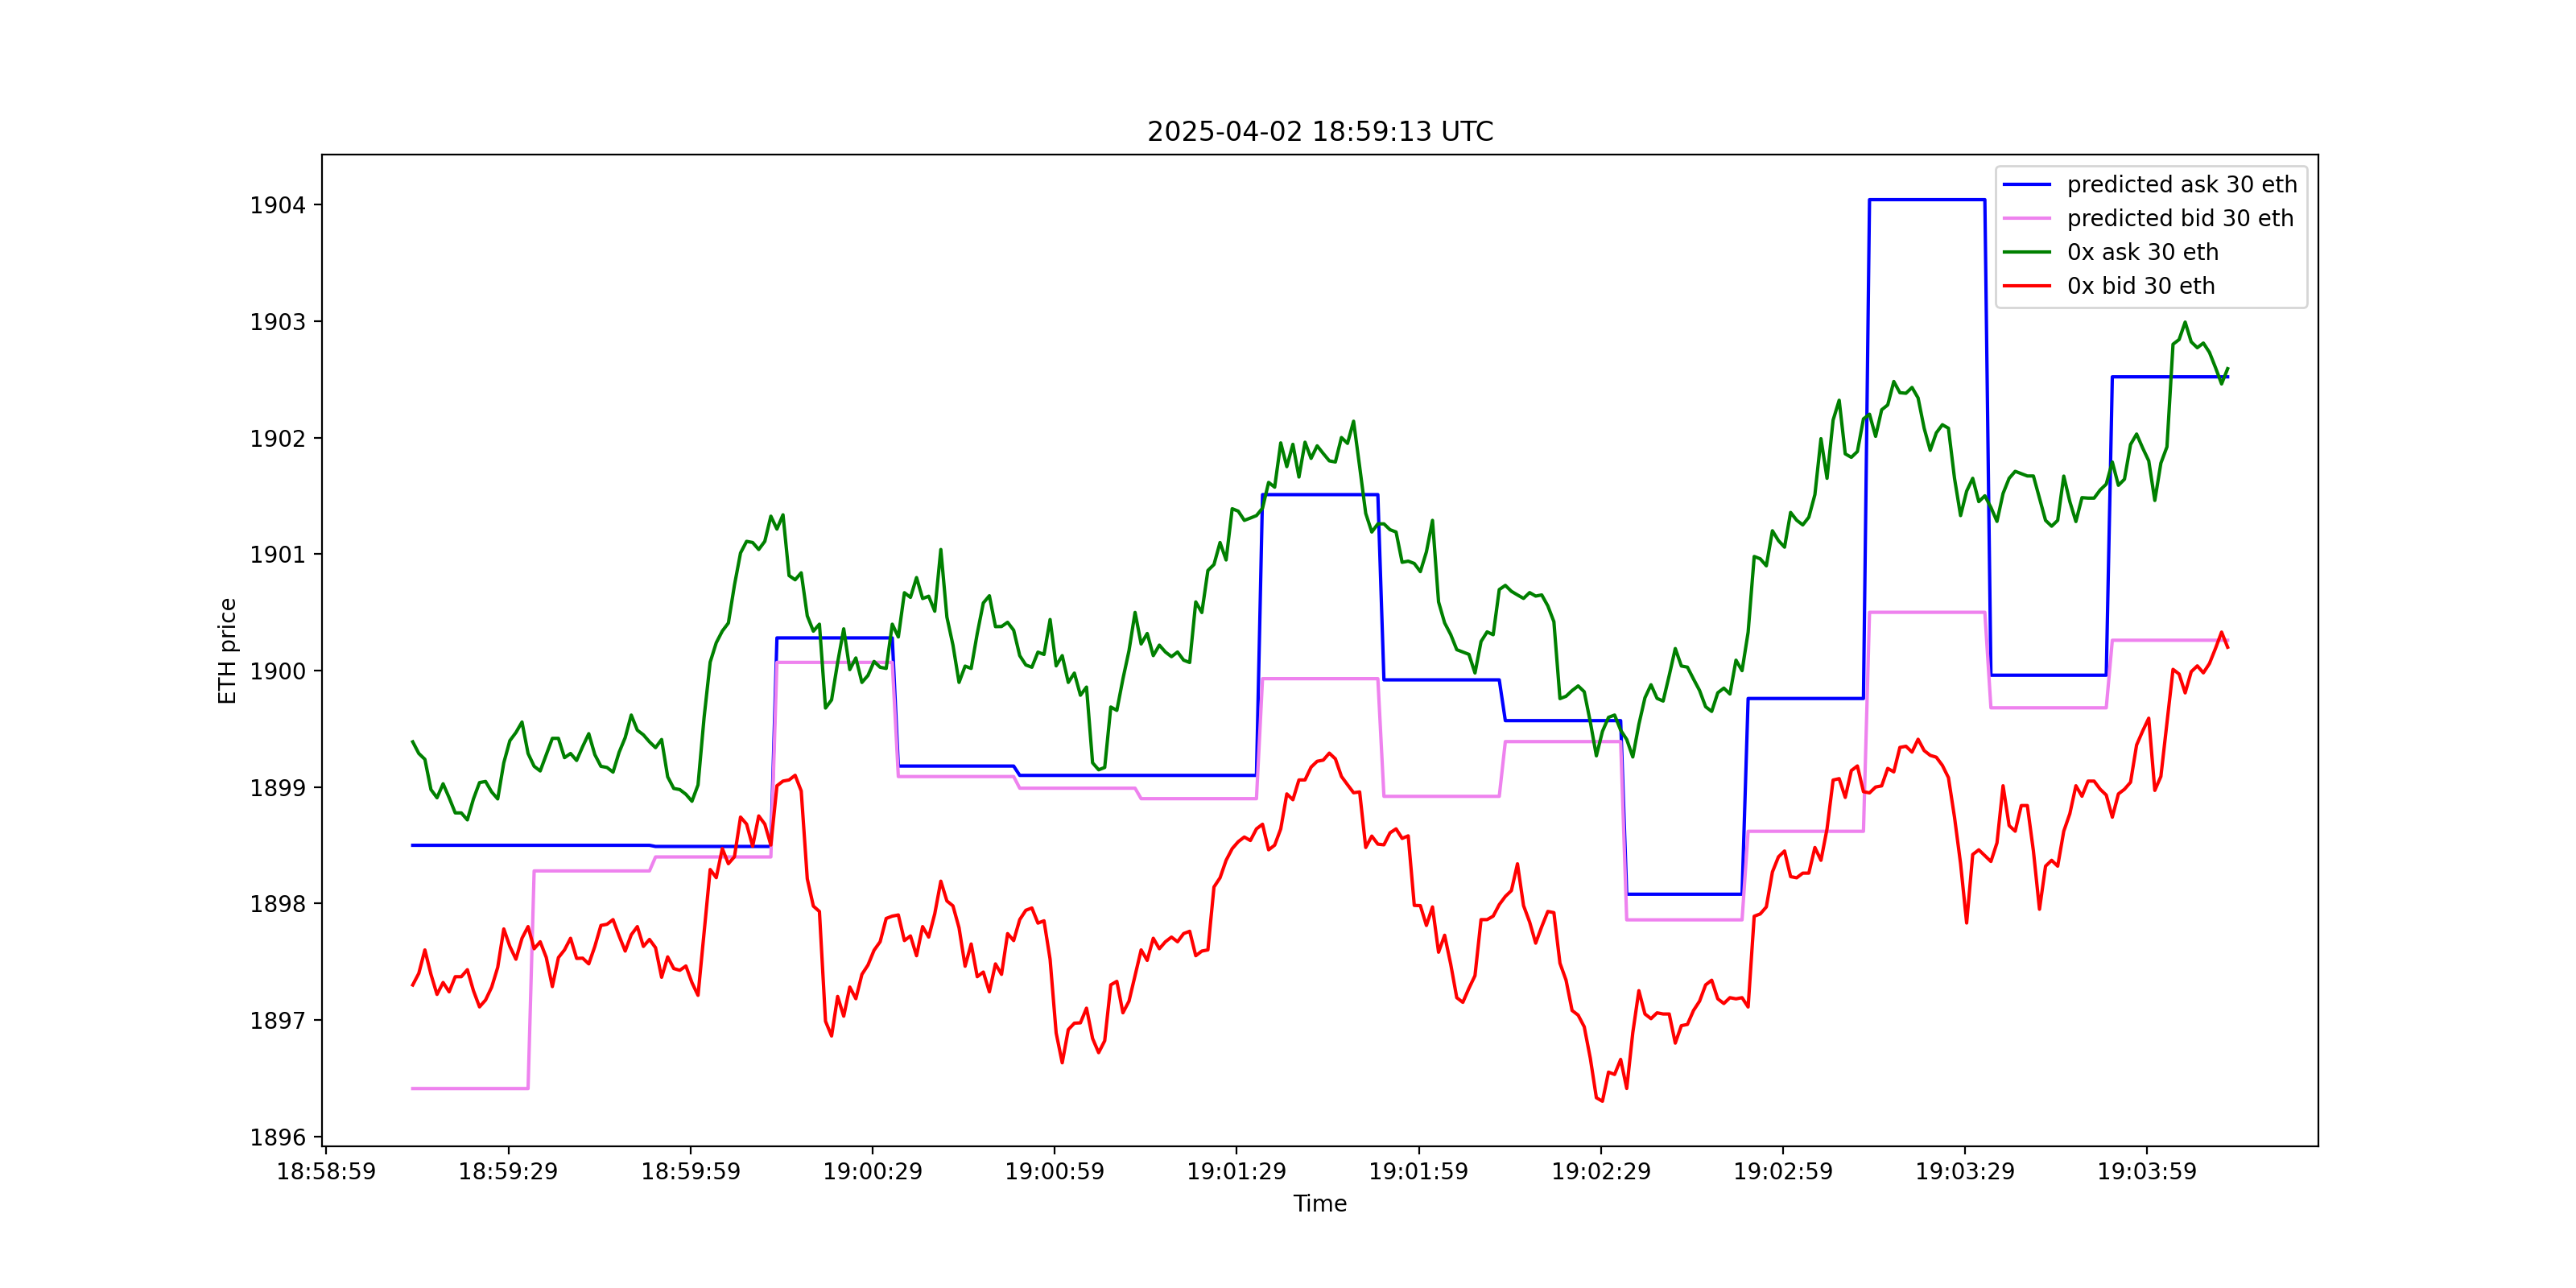 2025-04-02 18:59:13 UTC
predicted ask 30 eth
predicted bid 30 eth
0x ask 30 eth
0x bid 30 eth
1904
1903
1902
1901
1900
1899
1898
1897
1896
ETH price
18:58:59 18:59:29 18:59:59 19:00:29 19:00:59 19:01:29 19:01:59 19:02:29 19:02:59 19:03:29 19:03:59
Time